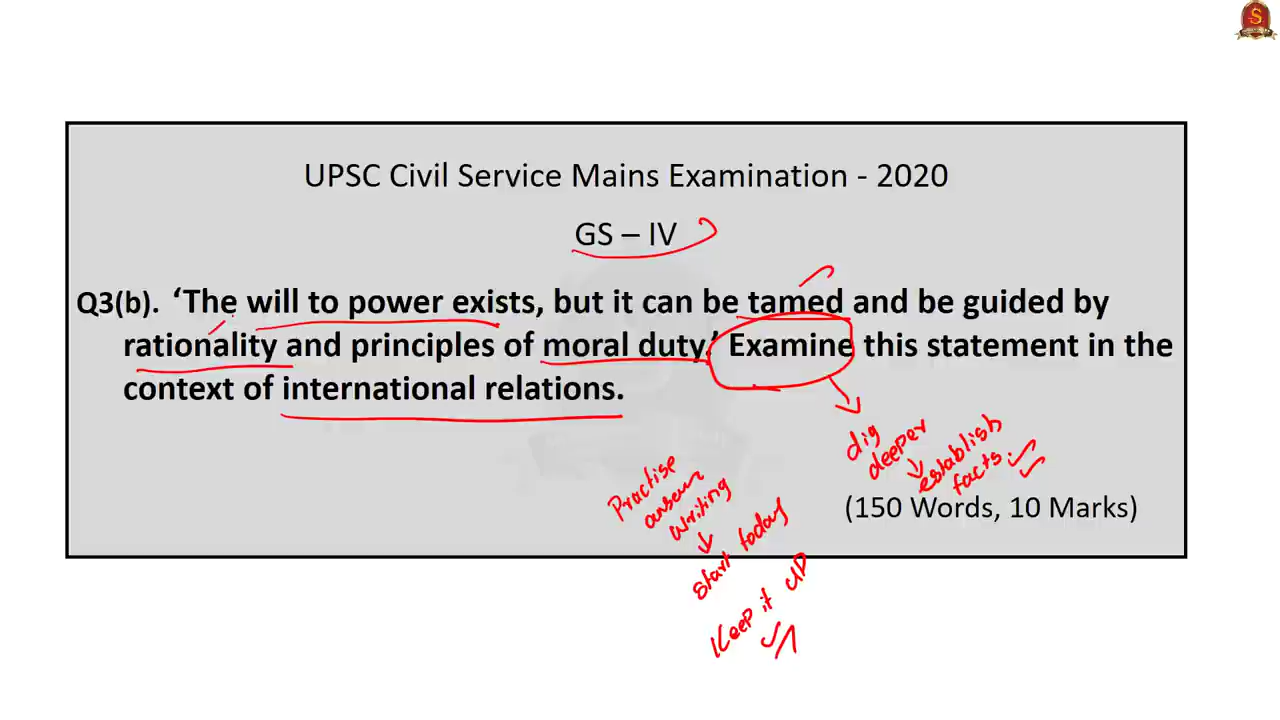 S
UPSC Civil Service Mains Examination - 2020
GS – IV
Q3(b). ‘The will to power exists, but it can be tamed and be guided by
rationality and principles of moral duty.’ Examine this statement in the
context of international relations.
dig
deeper
establish
facts.
(150 Words, 10 Marks)
Practise
answer
writing
start today
Keep it up